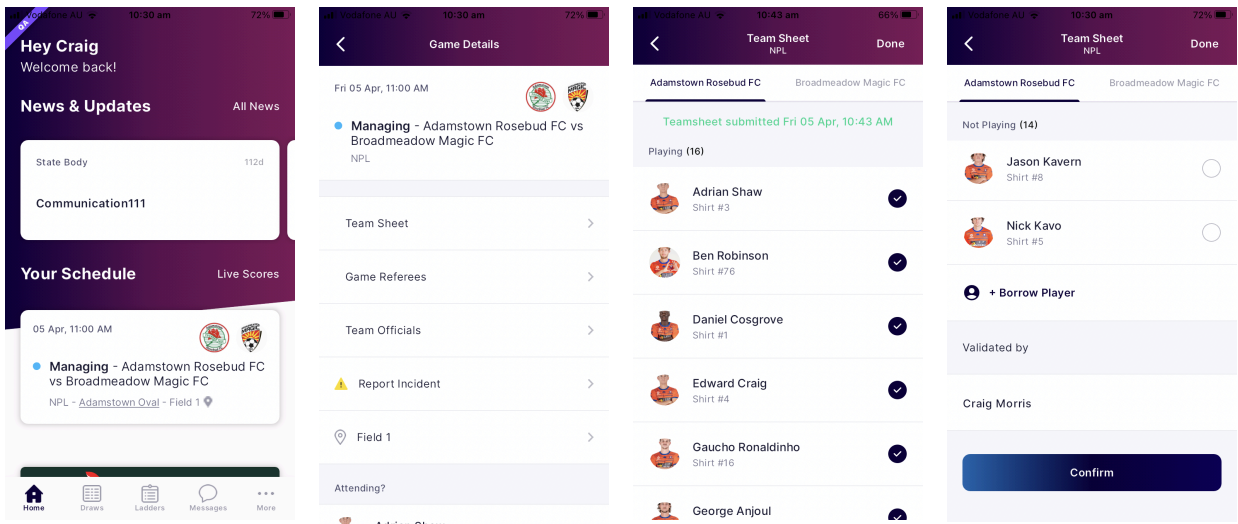 Vodafone AU 10:30 am 72%
QA
Hey Craig
Welcome back!
News & Updates All News
State Body 112d
Communication111
Your Schedule Live Scores
05 Apr, 11:00 AM
Managing - Adamstown Rosebud FC
vs Broadmeadow Magic FC
NPL - Adamstown Oval - Field 1
Home Draws Ladders Messages More
Vodafone AU 10:30 am 72%
Game Details
Fri 05 Apr, 11:00 AM
Managing - Adamstown Rosebud FC vs
Broadmeadow Magic FC
NPL
Team Sheet
Game Referees
Team Officials
Report Incident
Field 1
Attending?
Vodafone AU 10:43 am 66%
Team Sheet Done
NPL
Adamstown Rosebud FC Broadmeadow Magic FC
Teamsheet submitted Fri 05 Apr, 10:43 AM
Playing (16)
Adrian Shaw
Shirt #3
Ben Robinson
Shirt #76
Daniel Cosgrove
Shirt #1
Edward Craig
Shirt #4
Gaucho Ronaldinho
Shirt #16
George Anjoul
Vodafone AU 10:30 am 72%
Team Sheet Done
NPL
Adamstown Rosebud FC Broadmeadow Magic FC
Not Playing (14)
Jason Kavern
Shirt #8
Nick Kavo
Shirt #5
+ Borrow Player
Validated by
Craig Morris
Confirm